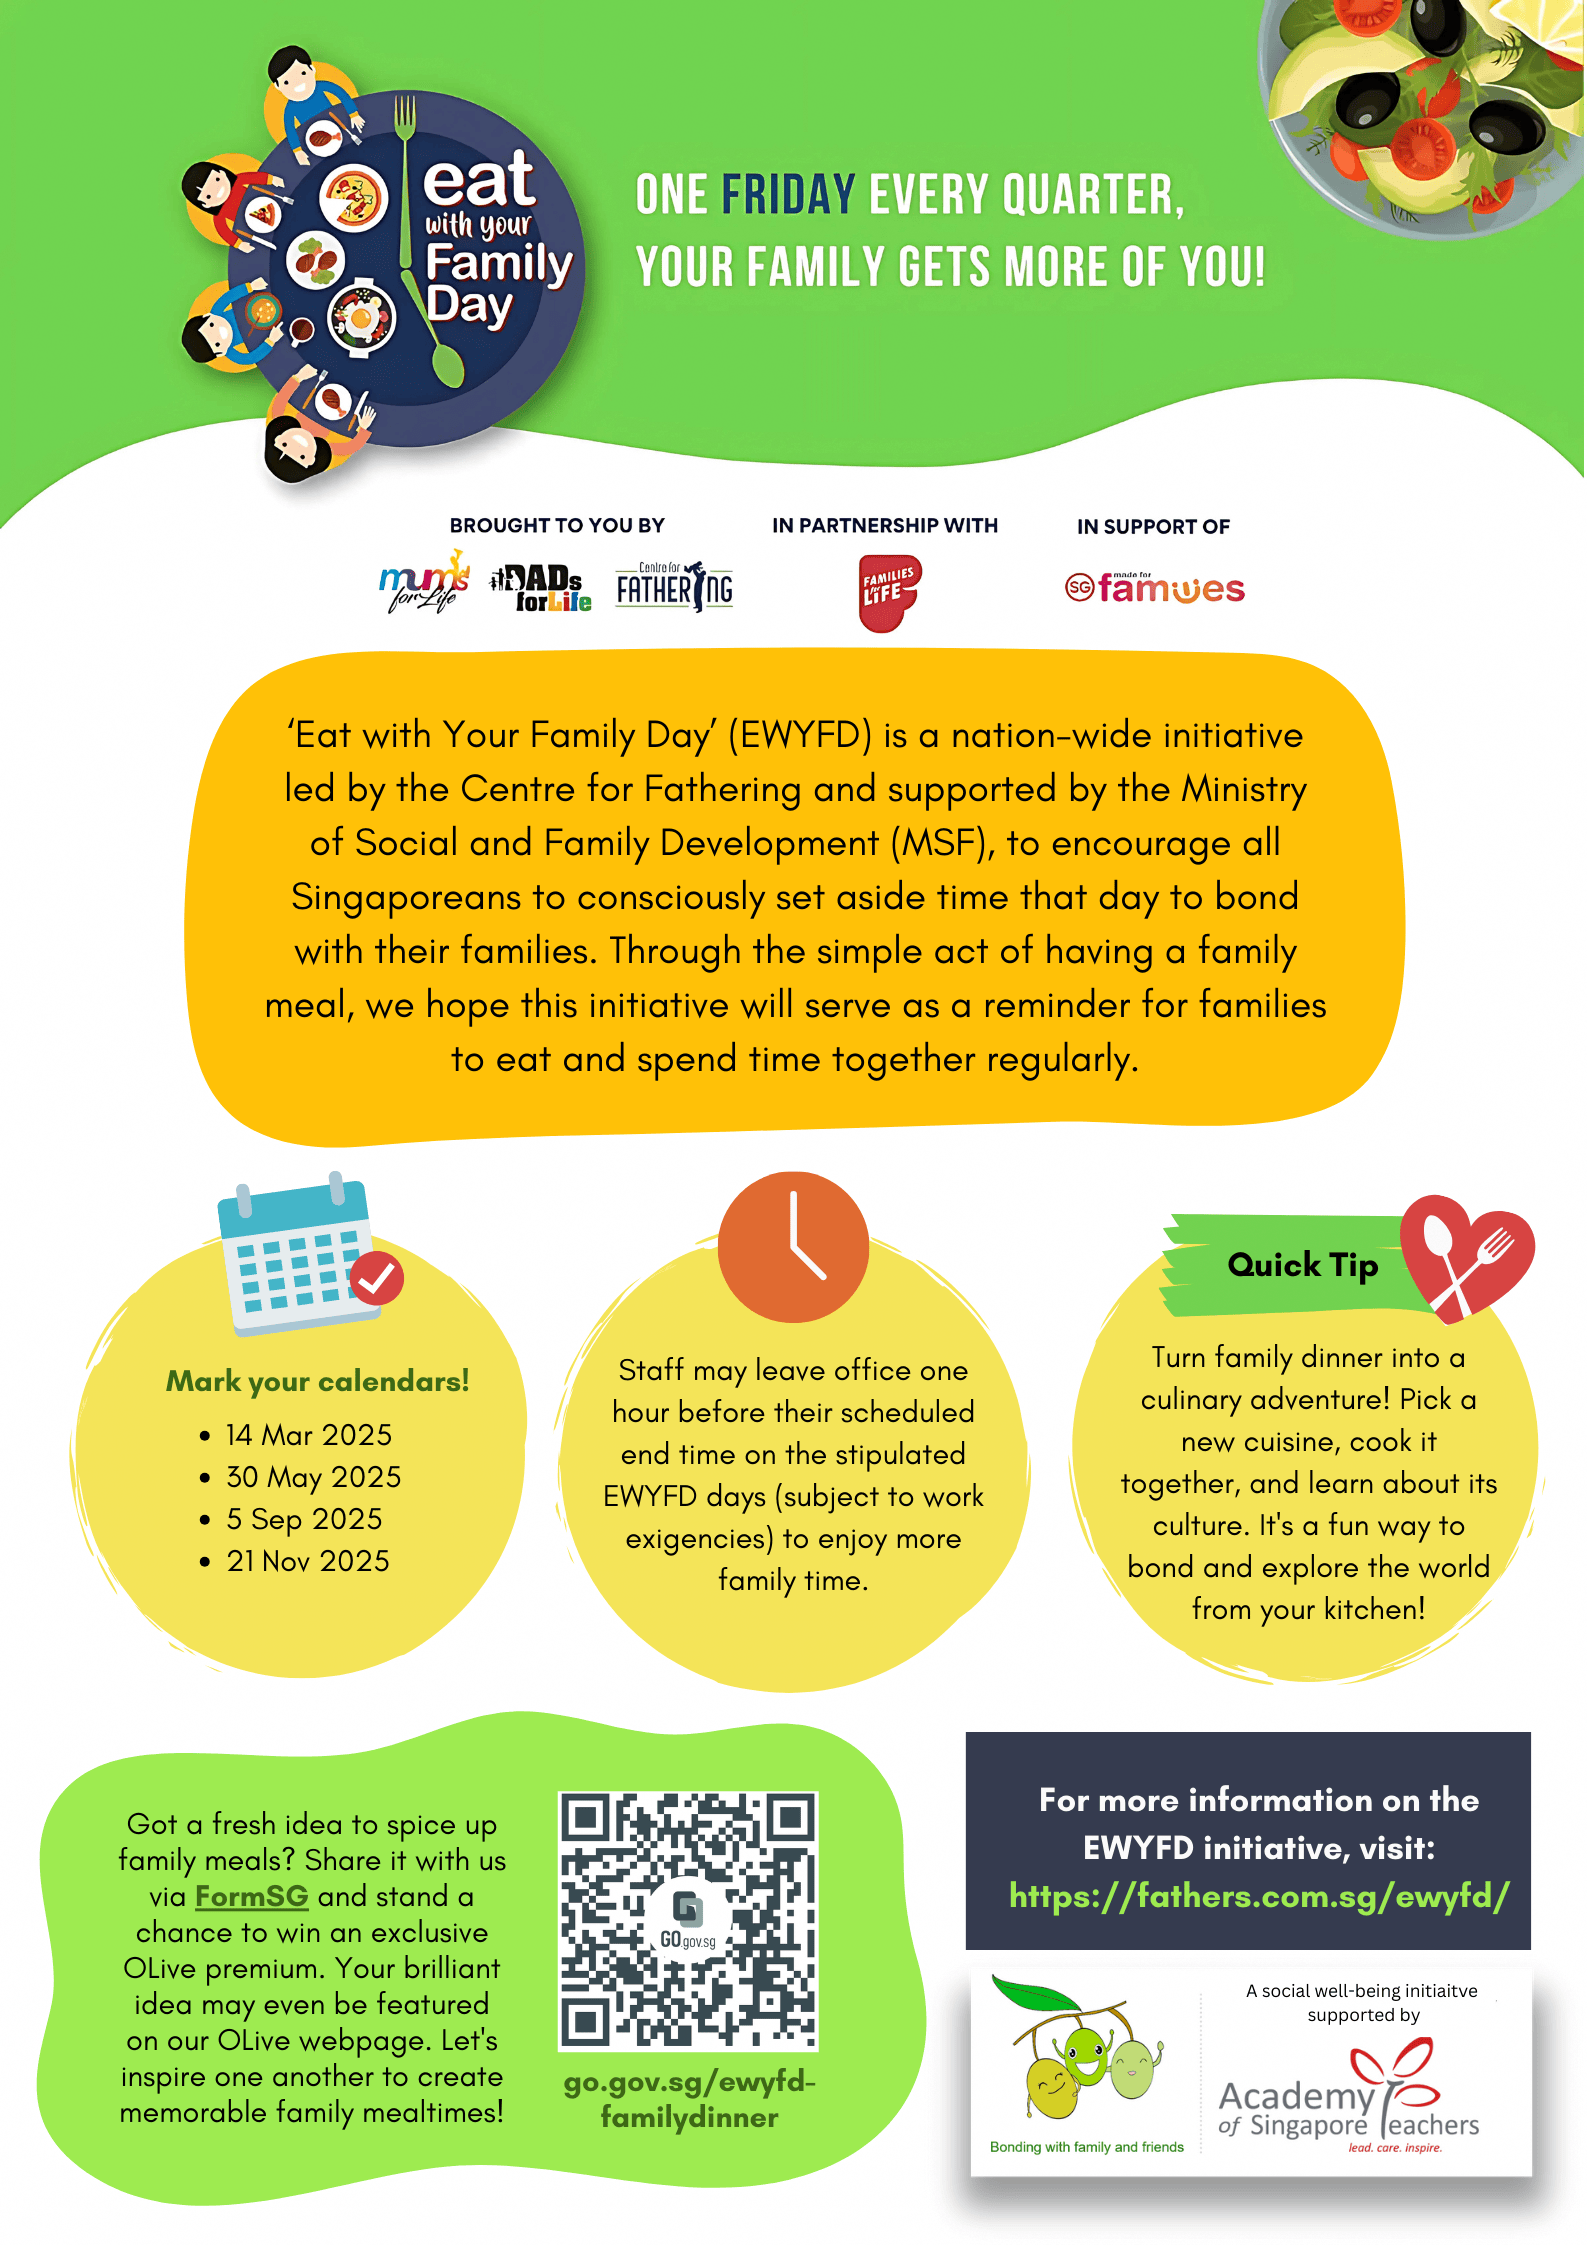 eat
with your
Family
Day
ONE FRIDAY EVERY QUARTER,
YOUR FAMILY GETS MORE OF YOU!
BROUGHT TO YOU BY
mums
for Life
DADs
forLife
Centre for
FATHERING
IN PARTNERSHIP WITH
FAMILIES
for
LIFE
IN SUPPORT OF
SG
made for
families
‘Eat with Your Family Day’ (EWYFD) is a nation-wide initiative
led by the Centre for Fathering and supported by the Ministry
of Social and Family Development (MSF), to encourage all
Singaporeans to consciously set aside time that day to bond
with their families. Through the simple act of having a family
meal, we hope this initiative will serve as a reminder for families
to eat and spend time together regularly.
Mark your calendars!
• 14 Mar 2025
• 30 May 2025
• 5 Sep 2025
• 21 Nov 2025
Staff may leave office one
hour before their scheduled
end time on the stipulated
EWYFD days (subject to work
exigencies) to enjoy more
family time.
Quick Tip
Turn family dinner into a
culinary adventure! Pick a
new cuisine, cook it
together, and learn about its
culture. It's a fun way to
bond and explore the world
from your kitchen!
Got a fresh idea to spice up
family meals? Share it with us
via FormSG and stand a
chance to win an exclusive
OLive premium. Your brilliant
idea may even be featured
on our OLive webpage. Let's
inspire one another to create
memorable family mealtimes!
GO.gov.sg
go.gov.sg/ewyfd-
familydinner
For more information on the
EWYFD initiative, visit:
https://fathers.com.sg/ewyfd/
Bonding with family and friends
A social well-being initiaitve
supported by
Academy
of Singapore Teachers
lead. care. inspire.